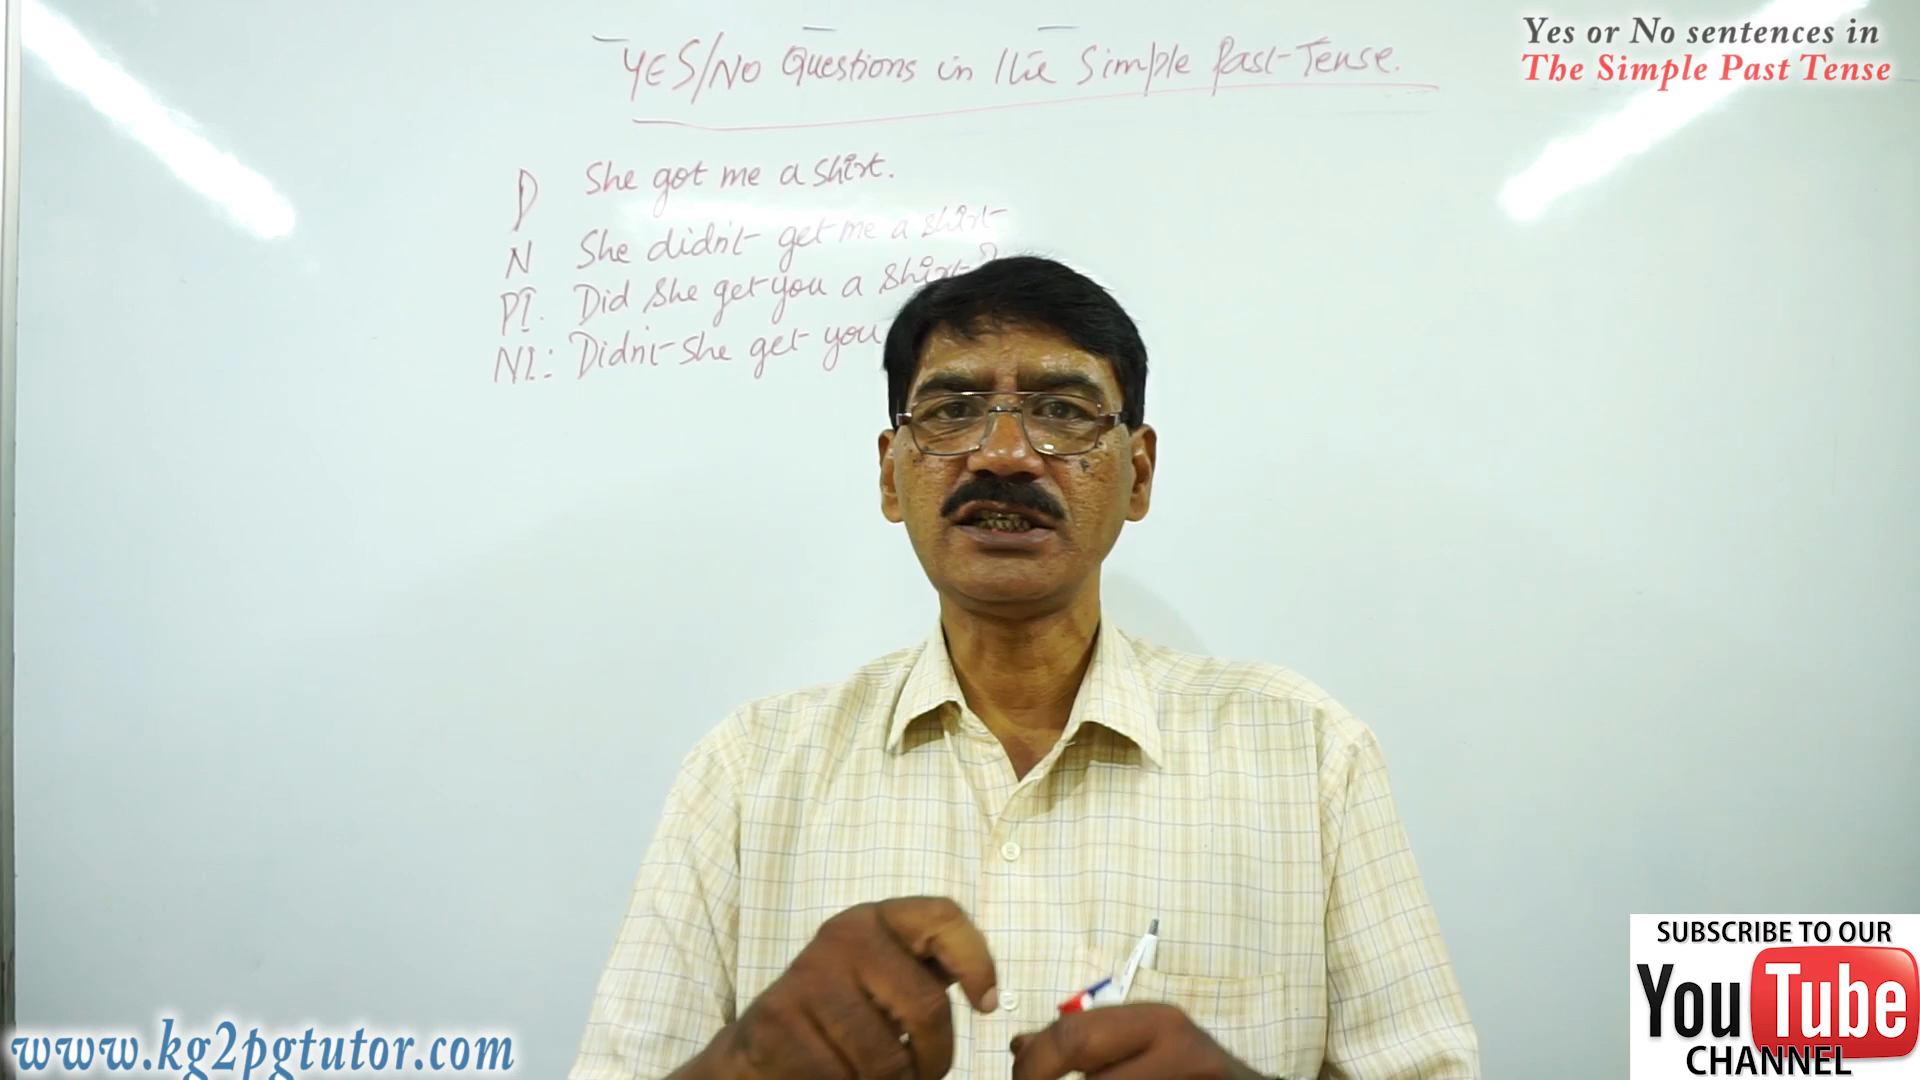 YES/NO Questions in the Simple Past Tense.
Yes or No sentences in
The Simple Past Tense
D She got me a shirt.
N She didn't get me a shirt
PI. Did she get you a shirt?
NI: Didn't she get you
SUBSCRIBE TO OUR
YouTube
CHANNEL
www.kg2pgtutor.com